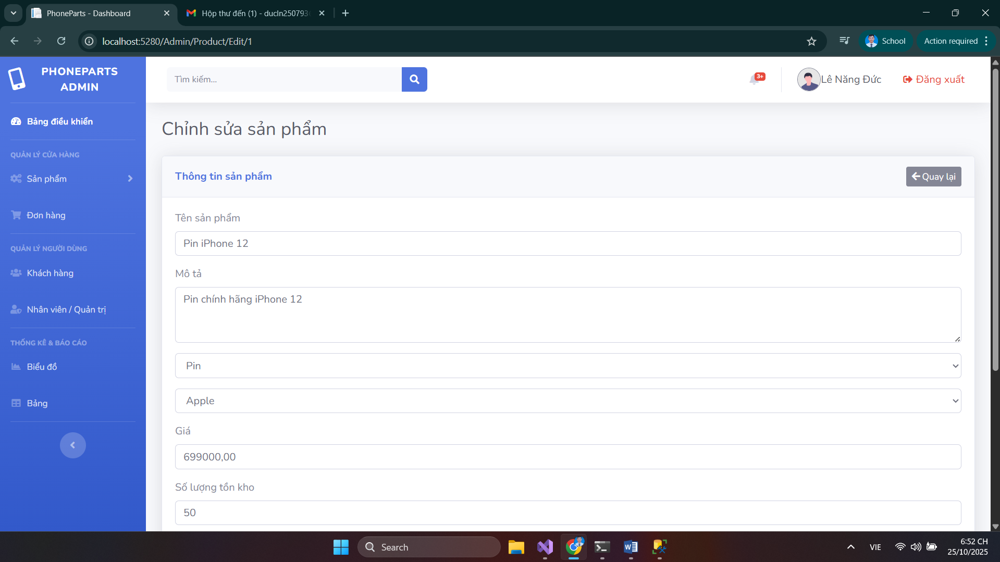 PhoneParts - Dashboard
Hộp thư đến (1) - ducln250793
localhost:5280/Admin/Product/Edit/1
School
Action required
PHONEPARTS
ADMIN
Tìm kiếm...
3+
Lê Năng Đức
Đăng xuất
Bảng điều khiển
QUẢN LÝ CỬA HÀNG
Sản phẩm
Đơn hàng
QUẢN LÝ NGƯỜI DÙNG
Khách hàng
Nhân viên / Quản trị
THỐNG KÊ & BÁO CÁO
Biểu đồ
Bảng
Chỉnh sửa sản phẩm
Thông tin sản phẩm
Quay lại
Tên sản phẩm
Pin iPhone 12
Mô tả
Pin chính hãng iPhone 12
Pin
Apple
Giá
699000,00
Số lượng tồn kho
50
Search
VIE
6:52 CH
25/10/2025